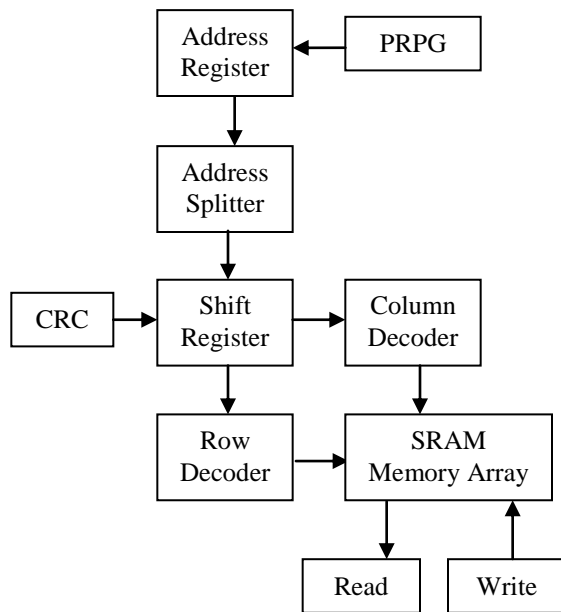 Address
Register
PRPG
Address
Splitter
CRC
Shift
Register
Column
Decoder
Row
Decoder
SRAM
Memory Array
Read
Write